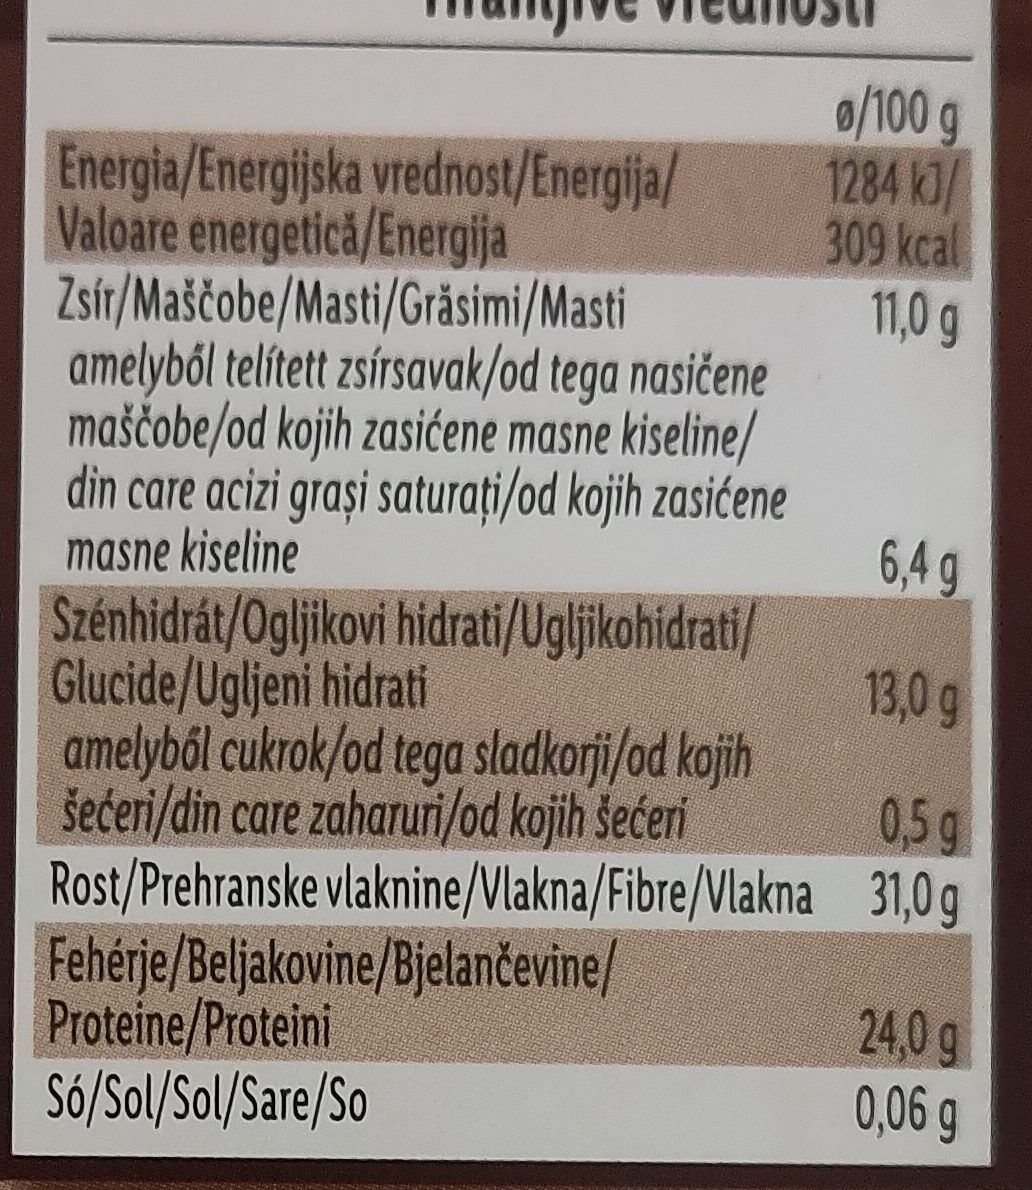 Hranljive vrednosti
ø/100 g
Energia/Energijska vrednost/Energija/ 1284 kJ/
Valoare energetică/Energija 309 kcal
Zsír/Maščobe/Masti/Grăsimi/Masti 11,0 g
amelyből telített zsírsavak/od tega nasičene
maščobe/od kojih zasićene masne kiseline/
din care acizi grași saturați/od kojih zasićene
masne kiseline 6,4 g
Szénhidrát/Ogljikovi hidrati/Ugljikohidrati/
Glucide/Ugljeni hidrati 13,0 g
amelyből cukrok/od tega sladkorji/od kojih
šećeri/din care zaharuri/od kojih šećeri 0,5 g
Rost/Prehranske vlaknine/Vlakna/Fibre/Vlakna 31,0 g
Fehérje/Beljakovine/Bjelančevine/
Proteine/Proteini 24,0 g
Só/Sol/Sol/Sare/So 0,06 g